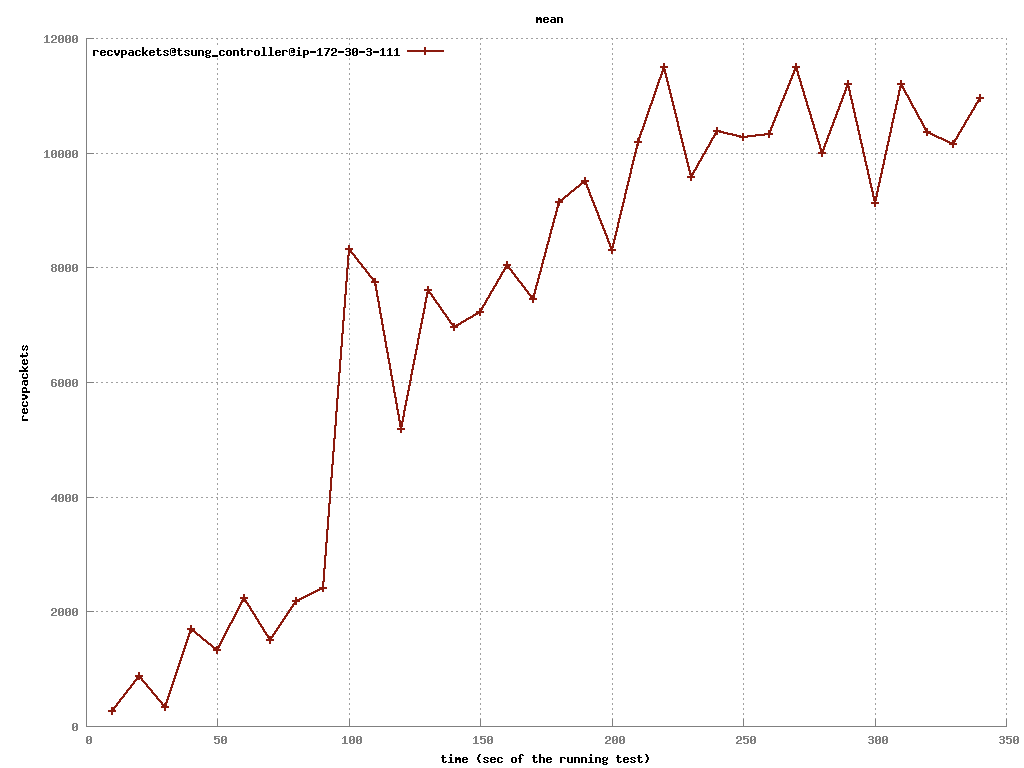 mean
12000
recvpackets@tsung_controller@ip-172-30-3-111
10000
8000
6000
recvpackets
4000
2000
0
0 50 100 150 200 250 300 350
time (sec of the running test)